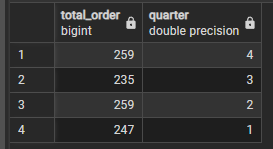 total_order quarter
bigint double precision
1 259 4
2 235 3
3 259 2
4 247 1